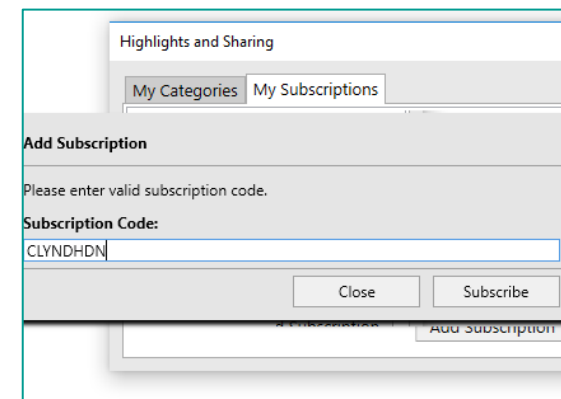 Highlights and Sharing
My Categories My Subscriptions
Add Subscription
Please enter valid subscription code.
Subscription Code:
CLYNDHDN
Close Subscribe
d Subscription Add Subscription